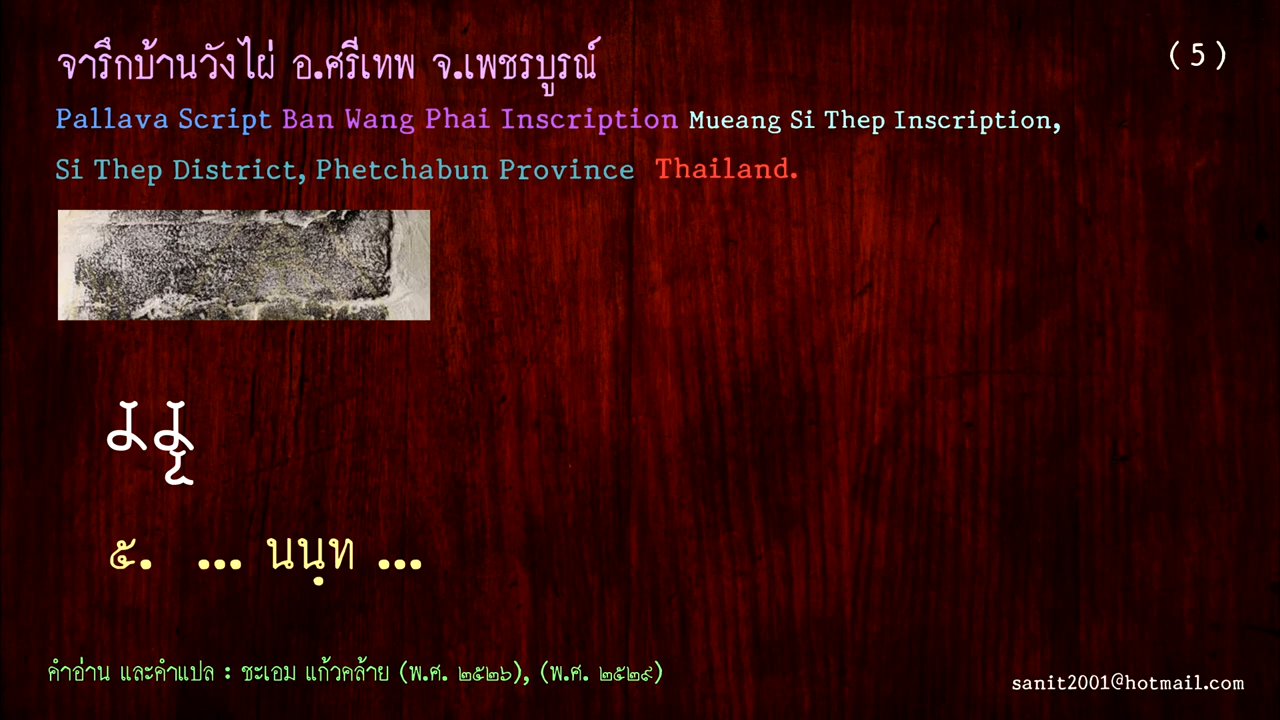 จารึกบ้านวังไผ่ อ.ศรีเทพ จ.เพชรบูรณ์
(5)
Pallava Script Ban Wang Phai Inscription Mueang Si Thep Inscription,
Si Thep District, Phetchabun Province Thailand.
๕. ... นนฺท ...
คำอ่าน และคำแปล : ชะเอม แก้วคล้าย (พ.ศ. ๒๕๒๖), (พ.ศ. ๒๕๒๙)
sanit2001@hotmail.com